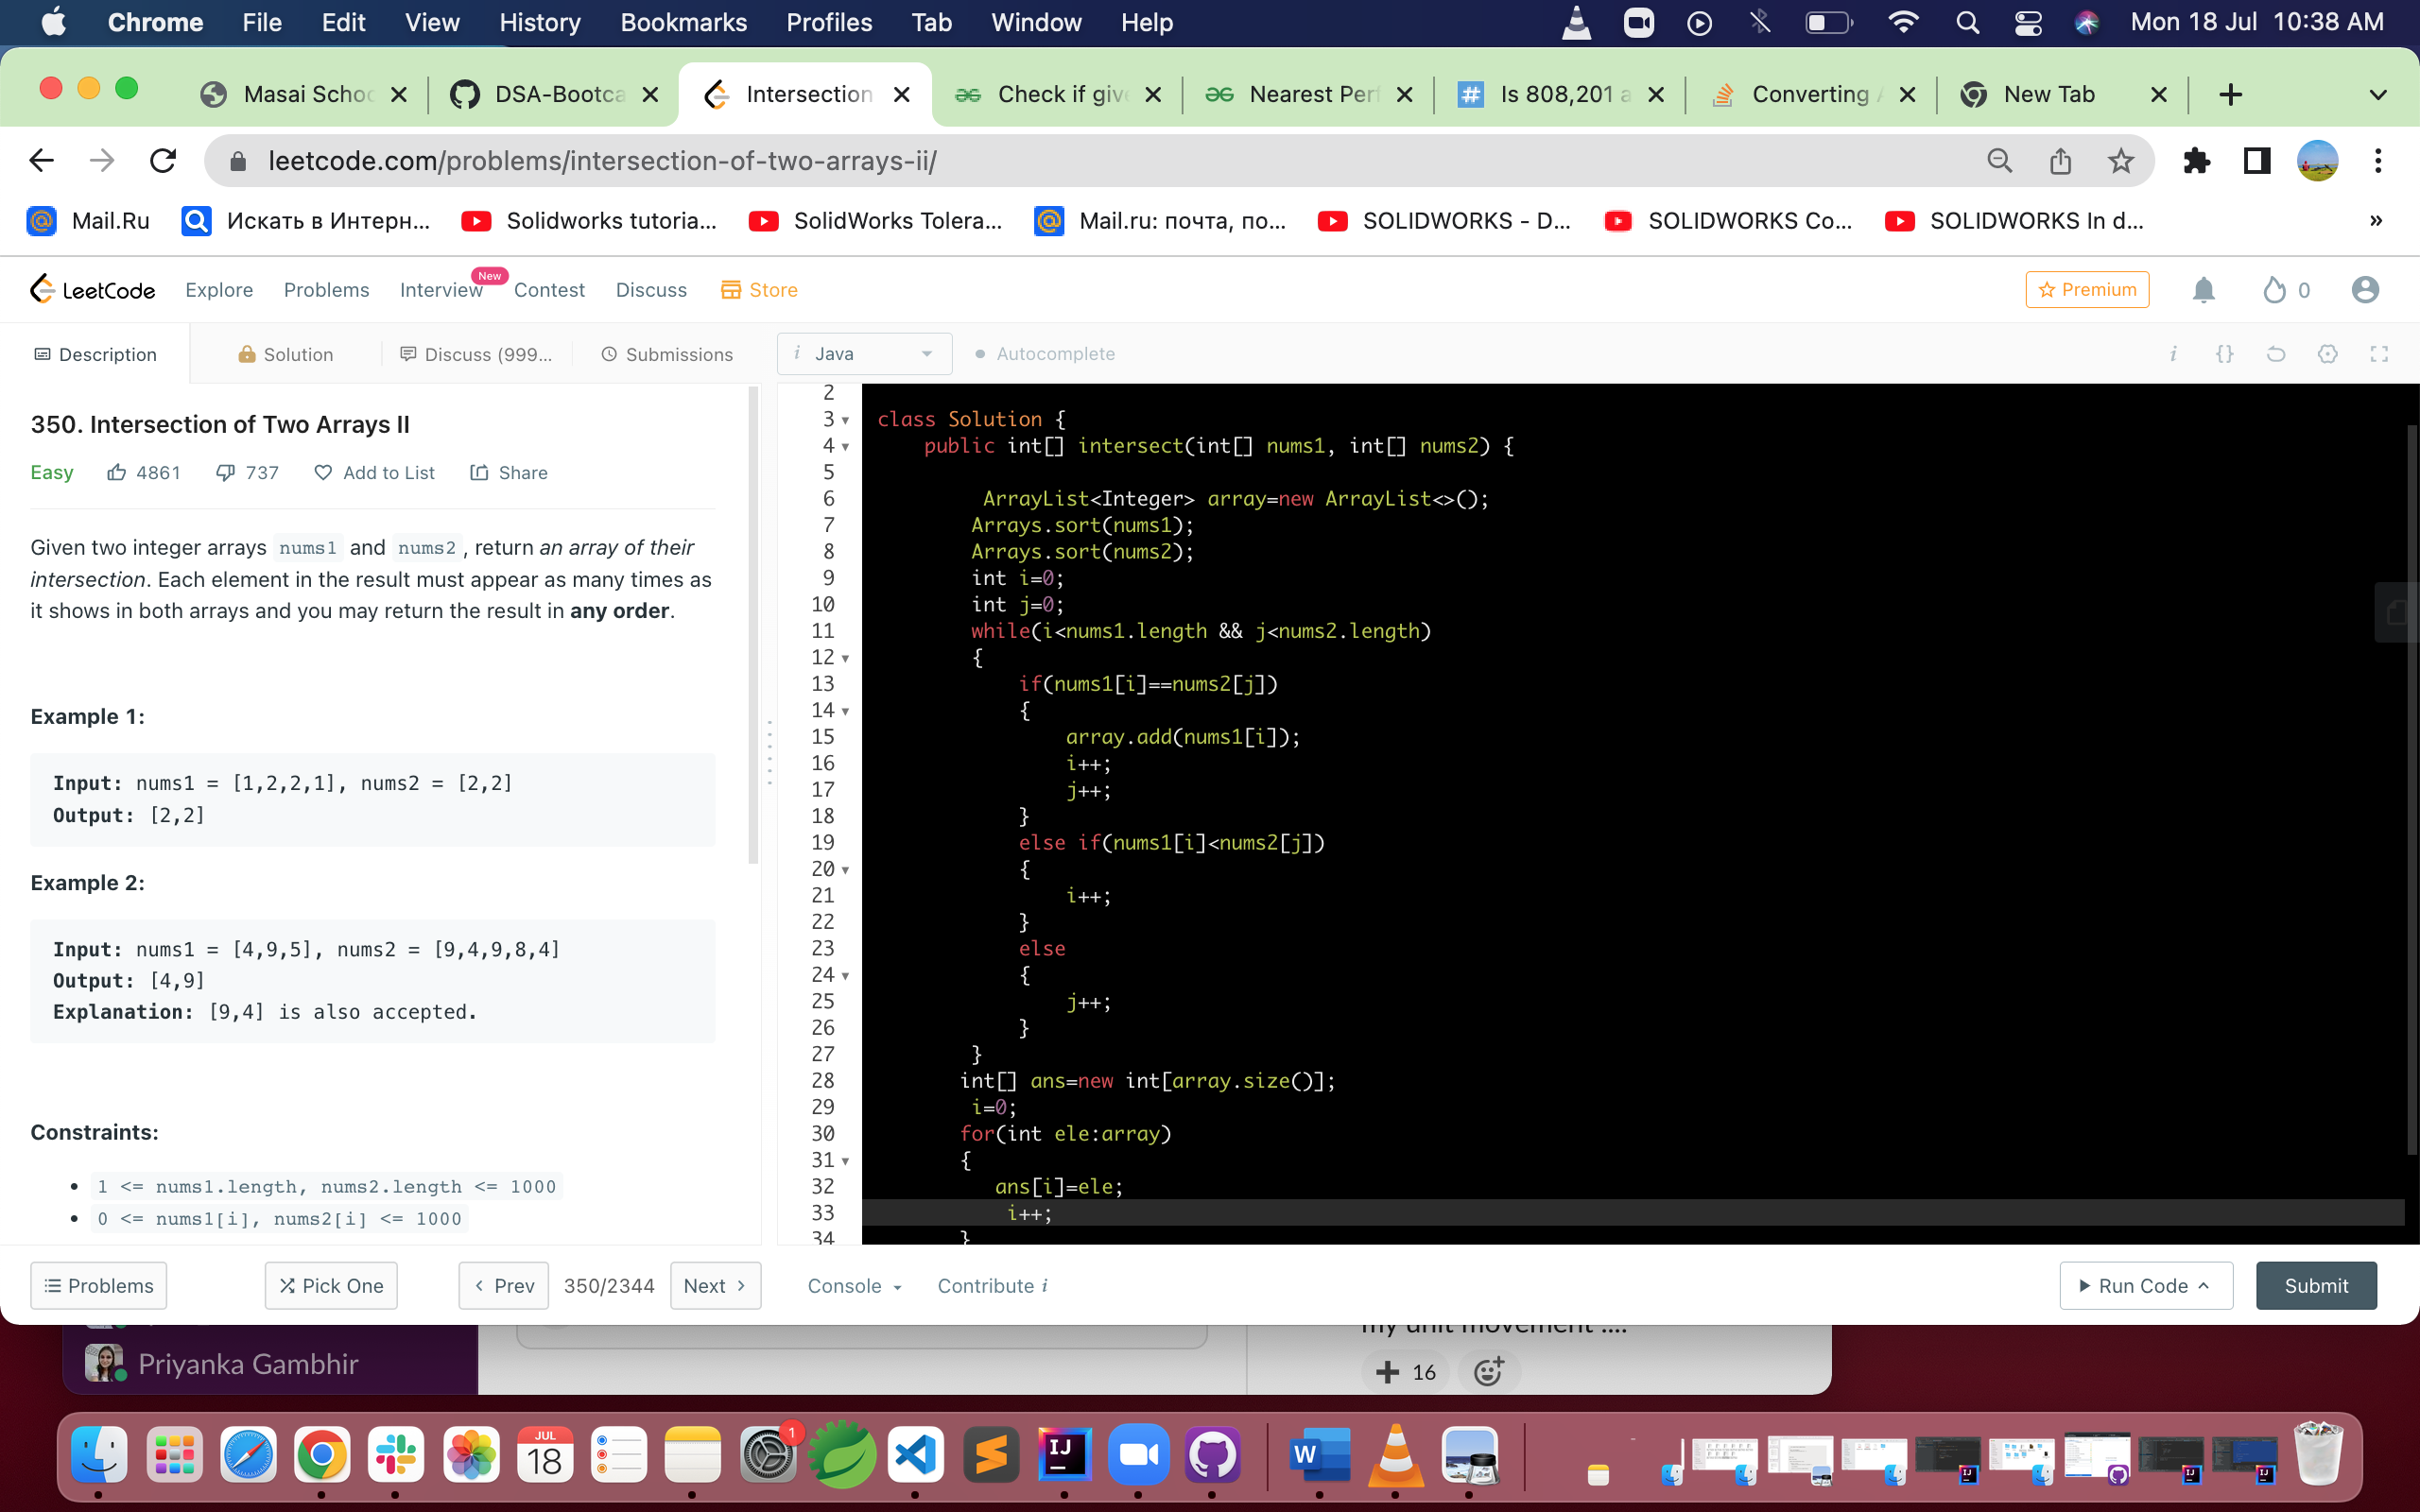 Chrome File Edit View History Bookmarks Profiles Tab Window Help Mon 18 Jul 10:38 AM
Masai Schoo DSA-Bootca Intersection Check if give Nearest Perf # Is 808,201 a Converting New Tab
leetcode.com/problems/intersection-of-two-arrays-ii/
Mail.Ru Искать в Интерн... Solidworks tutoria... SolidWorks Tolera... Mail.ru: почта, по... SOLIDWORKS - D... SOLIDWORKS Co... SOLIDWORKS In d... »
LeetCode Explore Problems Interview New Contest Discuss Store Premium 0
Description Solution Discuss (999... Submissions
i Java Autocomplete i {}
350. Intersection of Two Arrays II
Easy 4861 737 Add to List Share
Given two integer arrays nums1 and nums2 , return an array of their
intersection. Each element in the result must appear as many times as
it shows in both arrays and you may return the result in any order.
Example 1:
Input: nums1 = [1,2,2,1], nums2 = [2,2]
Output: [2,2]
Example 2:
Input: nums1 = [4,9,5], nums2 = [9,4,9,8,4]
Output: [4,9]
Explanation: [9,4] is also accepted.
Constraints:
• 1 <= nums1.length, nums2.length <= 1000
• 0 <= nums1[i], nums2[i] <= 1000
2
3 class Solution {
4 public int[] intersect(int[] nums1, int[] nums2) {
5
6 ArrayList<Integer> array=new ArrayList<>();
7 Arrays.sort(nums1);
8 Arrays.sort(nums2);
9 int i=0;
10 int j=0;
11 while(i<nums1.length && j<nums2.length)
12 {
13 if(nums1[i]==nums2[j])
14 {
15 array.add(nums1[i]);
16 i++;
17 j++;
18 }
19 else if(nums1[i]<nums2[j])
20 {
21 i++;
22 }
23 else
24 {
25 j++;
26 }
27 }
28 int[] ans=new int[array.size()];
29 i=0;
30 for(int ele:array)
31 {
32 ans[i]=ele;
33 i++;
34 }
Problems Pick One < Prev 350/2344 Next > Console Contribute i Run Code Submit
my unit movement ....
Priyanka Gambhir
16
JUL
18
1
IJ
W